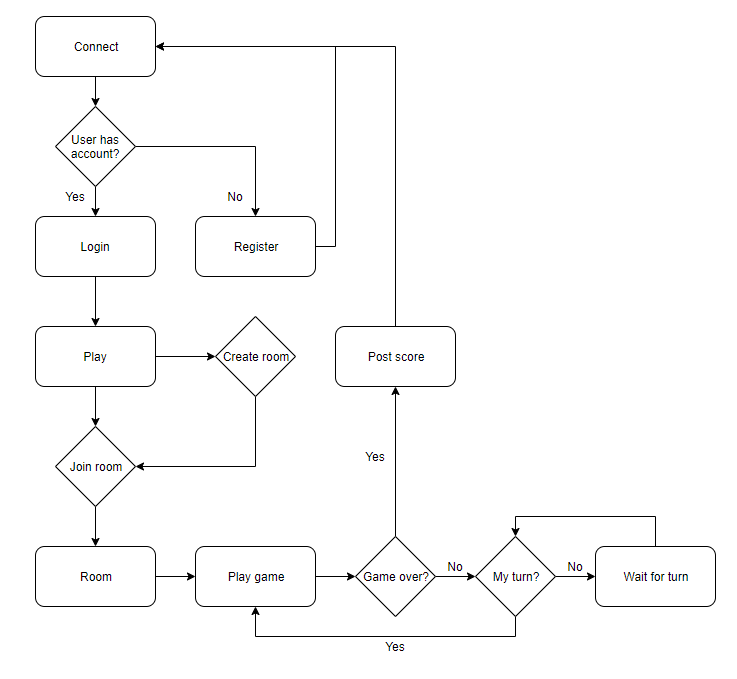 Connect
User has
account?
Yes
No
Login
Register
Play
Create room
Post score
Yes
Join room
Room
Play game
Game over?
No
My turn?
No
Wait for turn
Yes